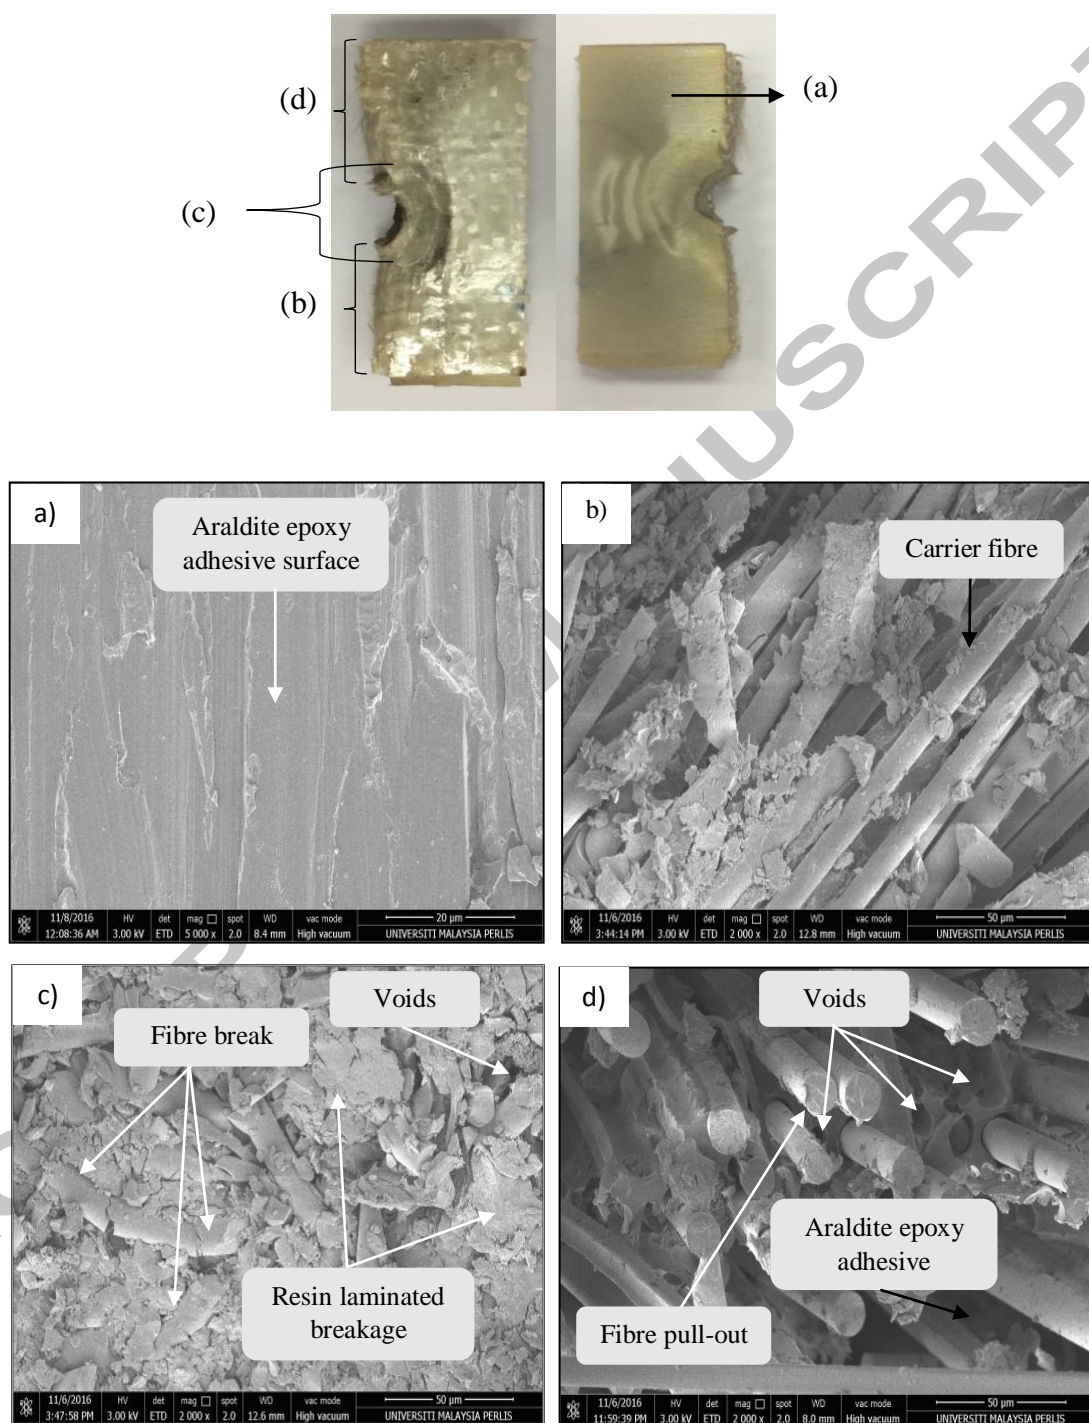 (d)
(a)
(c)
(b)
a)
Araldite epoxy
adhesive surface
11/8/2016 HV det mag spot WD vac mode 20 µm
12:08:36 AM 3.00 kV ETD 5 000 x 2.0 8.4 mm High vacuum UNIVERSITI MALAYSIA PERLIS
b)
Carrier fibre
11/6/2016 HV det mag spot WD vac mode 50 µm
3:44:14 PM 3.00 kV ETD 2 000 x 2.0 12.8 mm High vacuum UNIVERSITI MALAYSIA PERLIS
c)
Voids
Fibre break
Resin laminated
breakage
11/6/2016 HV det mag spot WD vac mode 50 µm
3:47:58 PM 3.00 kV ETD 2 000 x 2.0 12.6 mm High vacuum UNIVERSITI MALAYSIA PERLIS
d)
Voids
Araldite epoxy
adhesive
Fibre pull-out
11/6/2016 HV det mag spot WD vac mode 50 µm
11:59:39 PM 3.00 kV ETD 2 000 x 2.0 8.0 mm High vacuum UNIVERSITI MALAYSIA PERLIS